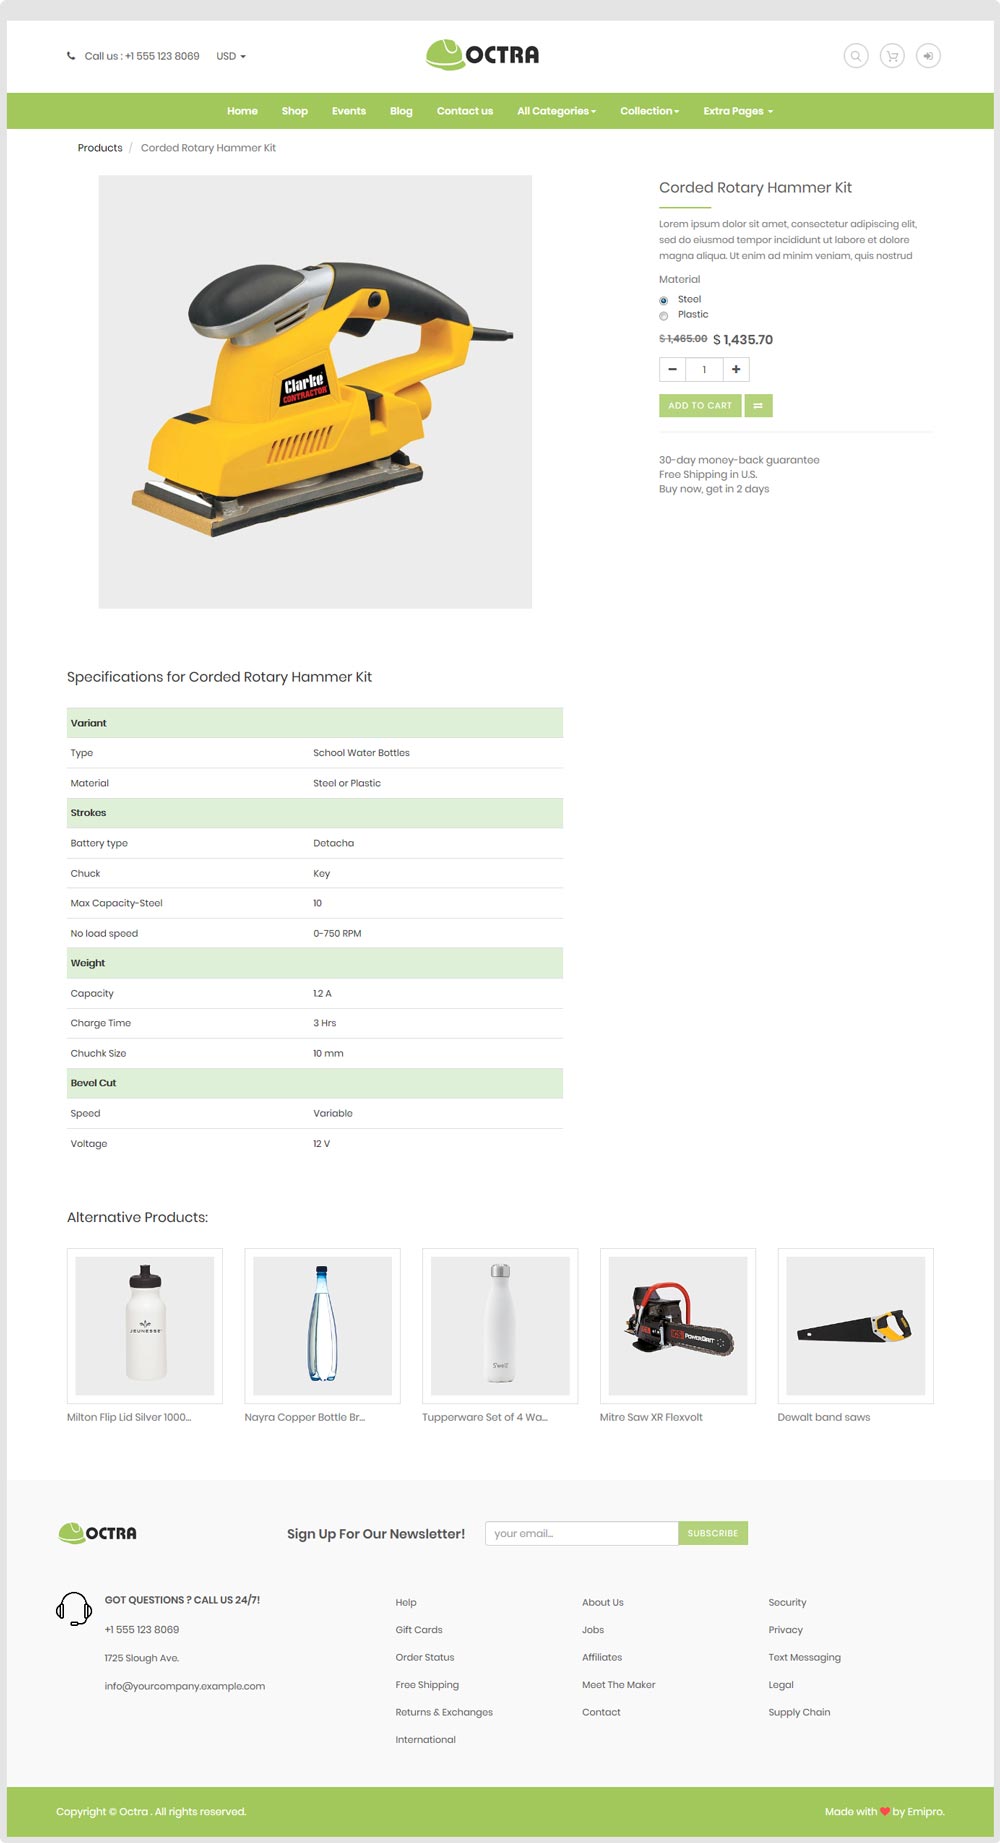 Call us : +1 555 123 8069 USD
OCTRA
Home Shop Events Blog Contact us All Categories Collection Extra Pages
Products / Corded Rotary Hammer Kit
Clarke
CONTRACTOR
Corded Rotary Hammer Kit
Lorem ipsum dolor sit amet, consectetur adipiscing elit,
sed do eiusmod tempor incididunt ut labore et dolore
magna aliqua. Ut enim ad minim veniam, quis nostrud
Material
Steel
Plastic
$ 1,465.00 $ 1,435.70
− 1 +
ADD TO CART
30-day money-back guarantee
Free Shipping in U.S.
Buy now, get in 2 days
Specifications for Corded Rotary Hammer Kit
Variant
Type School Water Bottles
Material Steel or Plastic
Strokes
Battery type Detacha
Chuck Key
Max Capacity-Steel 10
No load speed 0-750 RPM
Weight
Capacity 1.2 A
Charge Time 3 Hrs
Chuchk Size 10 mm
Bevel Cut
Speed Variable
Voltage 12 V
Alternative Products:
JEUNESSE
S'well
POWERGRIT
Milton Flip Lid Silver 1000... Nayra Copper Bottle Br... Tupperware Set of 4 Wa... Mitre Saw XR Flexvolt Dewalt band saws
OCTRA
Sign Up For Our Newsletter! your email... SUBSCRIBE
GOT QUESTIONS ? CALL US 24/7!
+1 555 123 8069
1725 Slough Ave.
info@yourcompany.example.com
Help About Us Security
Gift Cards Jobs Privacy
Order Status Affiliates Text Messaging
Free Shipping Meet The Maker Legal
Returns & Exchanges Contact Supply Chain
International
Copyright © Octra . All rights reserved. Made with ❤ by Emipro.